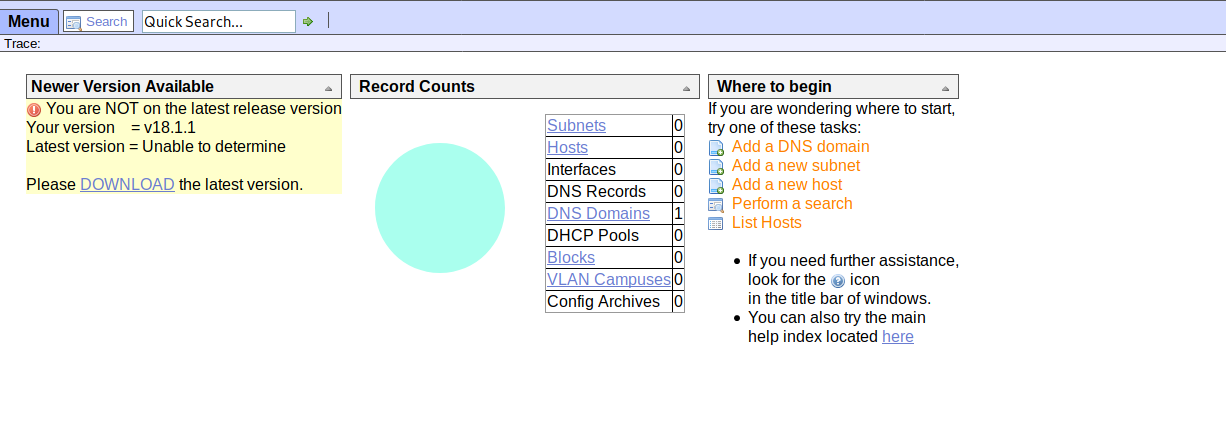 Menu Search Quick Search...
Trace:
Newer Version Available
You are NOT on the latest release version
Your version = v18.1.1
Latest version = Unable to determine
Please DOWNLOAD the latest version.
Record Counts
Subnets 0
Hosts 0
Interfaces 0
DNS Records 0
DNS Domains 1
DHCP Pools 0
Blocks 0
VLAN Campuses 0
Config Archives 0
Where to begin
If you are wondering where to start,
try one of these tasks:
Add a DNS domain
Add a new subnet
Add a new host
Perform a search
List Hosts
• If you need further assistance,
look for the ? icon
in the title bar of windows.
• You can also try the main
help index located here